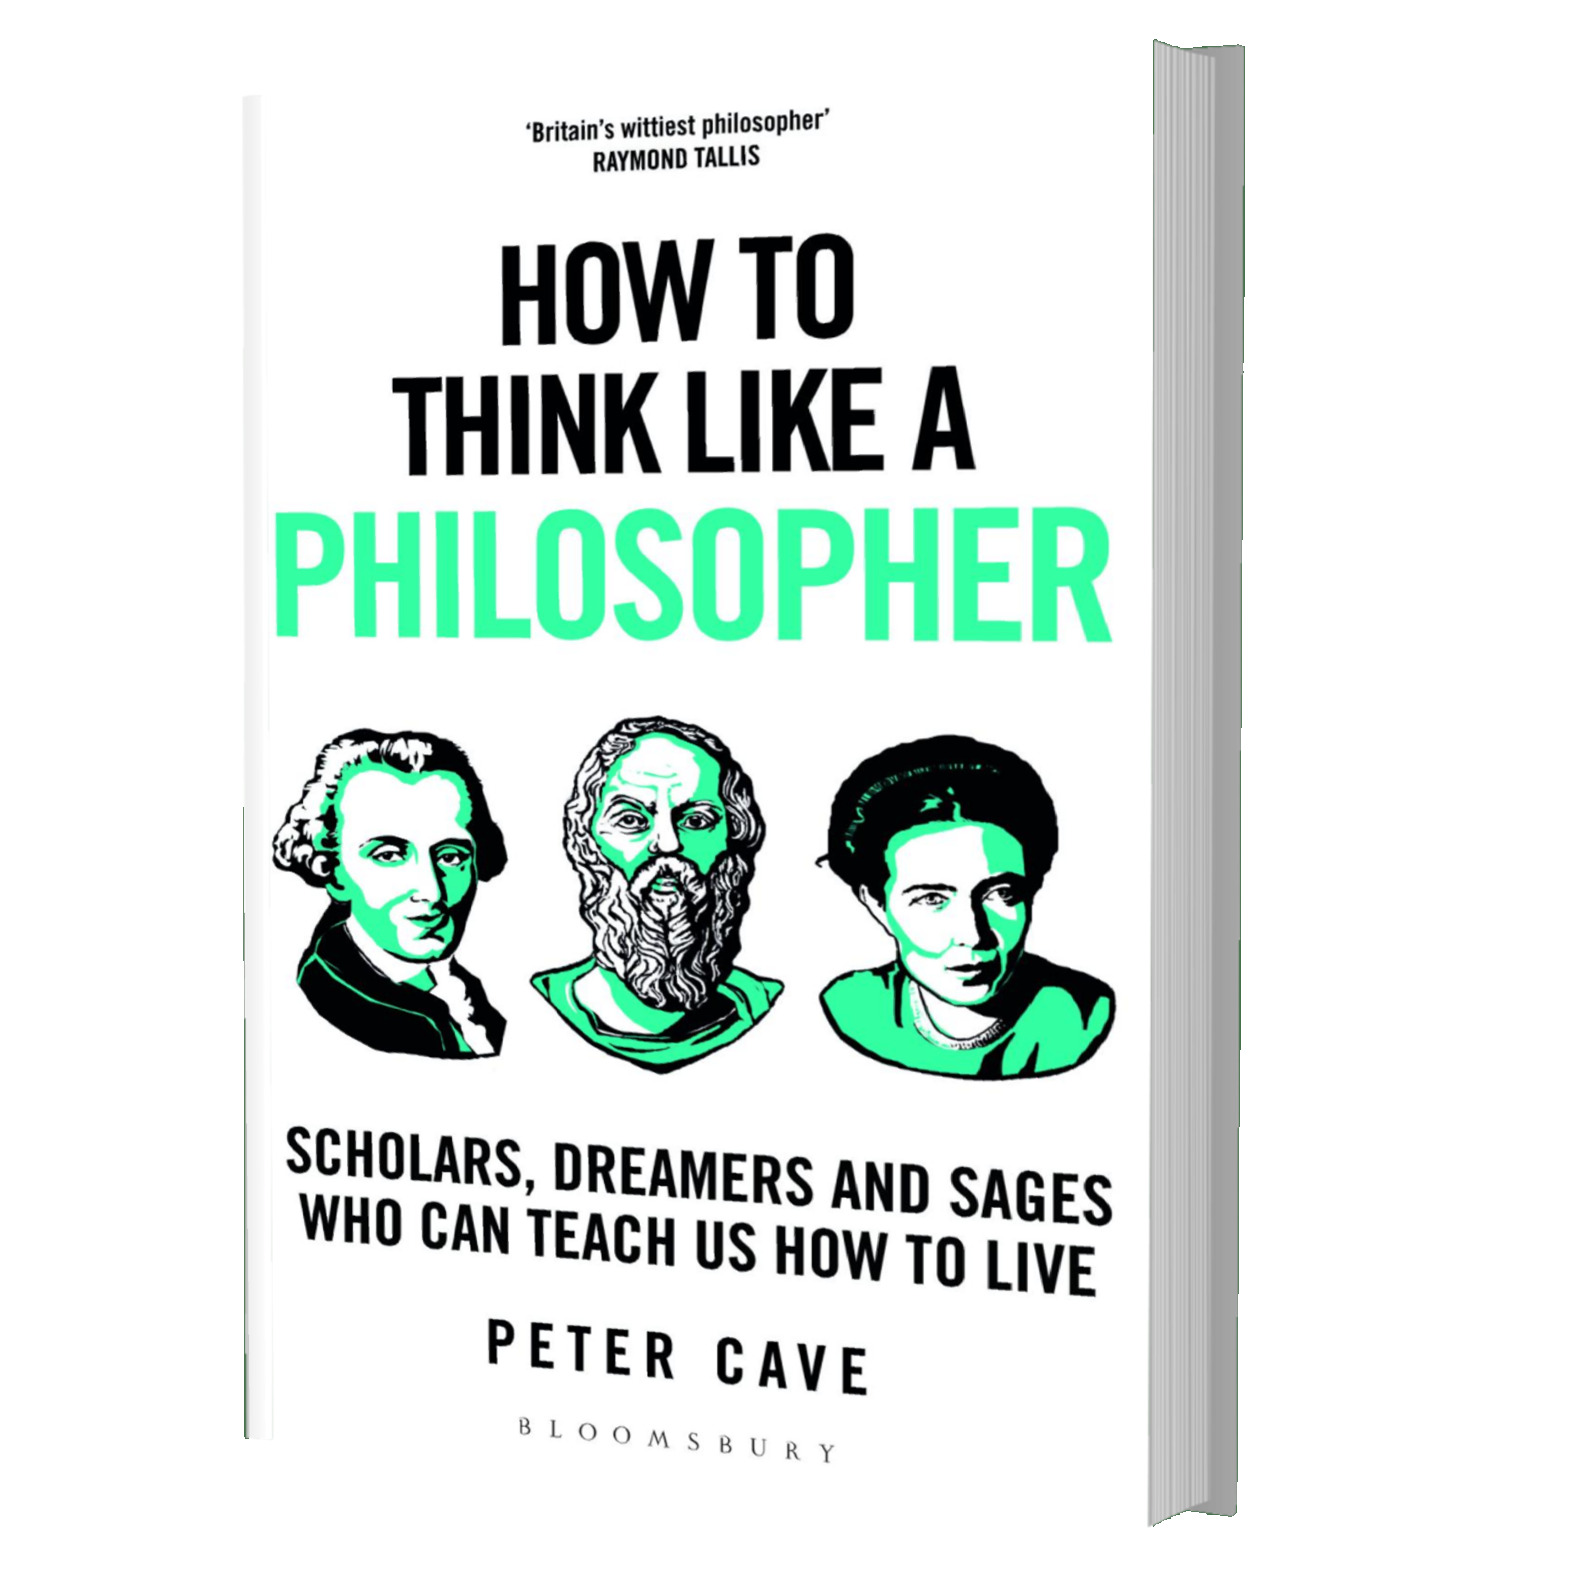 ‘Britain’s wittiest philosopher’
RAYMOND TALLIS
HOW TO
THINK LIKE A
PHILOSOPHER
SCHOLARS, DREAMERS AND SAGES
WHO CAN TEACH US HOW TO LIVE
PETER CAVE
BLOOMSBURY